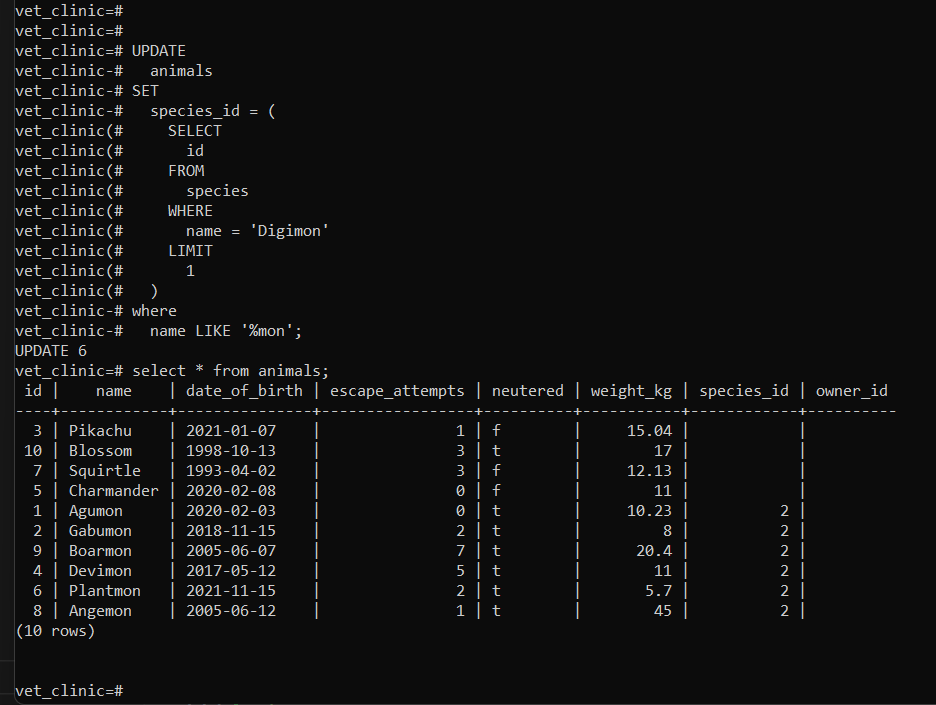 vet_clinic=#
vet_clinic=#
vet_clinic=# UPDATE
vet_clinic-#   animals
vet_clinic-# SET
vet_clinic-#   species_id = (
vet_clinic(#     SELECT
vet_clinic(#       id
vet_clinic(#     FROM
vet_clinic(#       species
vet_clinic(#     WHERE
vet_clinic(#       name = 'Digimon'
vet_clinic(#     LIMIT
vet_clinic(#       1
vet_clinic(#   )
vet_clinic-# where
vet_clinic-#   name LIKE '%mon';
UPDATE 6
vet_clinic=# select * from animals;
 id |    name    | date_of_birth | escape_attempts | neutered | weight_kg | species_id | owner_id
----+------------+---------------+-----------------+----------+-----------+------------+----------
  3 | Pikachu    | 2021-01-07    |               1 | f        |     15.04 |            |
 10 | Blossom    | 1998-10-13    |               3 | t        |        17 |            |
  7 | Squirtle   | 1993-04-02    |               3 | f        |     12.13 |            |
  5 | Charmander | 2020-02-08    |               0 | f        |        11 |            |
  1 | Agumon     | 2020-02-03    |               0 | t        |     10.23 |          2 |
  2 | Gabumon    | 2018-11-15    |               2 | t        |         8 |          2 |
  9 | Boarmon    | 2005-06-07    |               7 | t        |      20.4 |          2 |
  4 | Devimon    | 2017-05-12    |               5 | t        |        11 |          2 |
  6 | Plantmon   | 2021-11-15    |               2 | t        |       5.7 |          2 |
  8 | Angemon    | 2005-06-12    |               1 | t        |        45 |          2 |
(10 rows)
vet_clinic=#